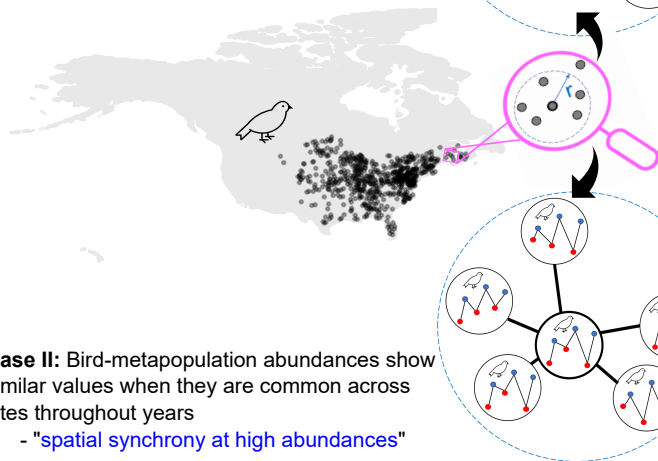 r
ase II: Bird-metapopulation abundances show
milar values when they are common across
tes throughout years
- "spatial synchrony at high abundances"